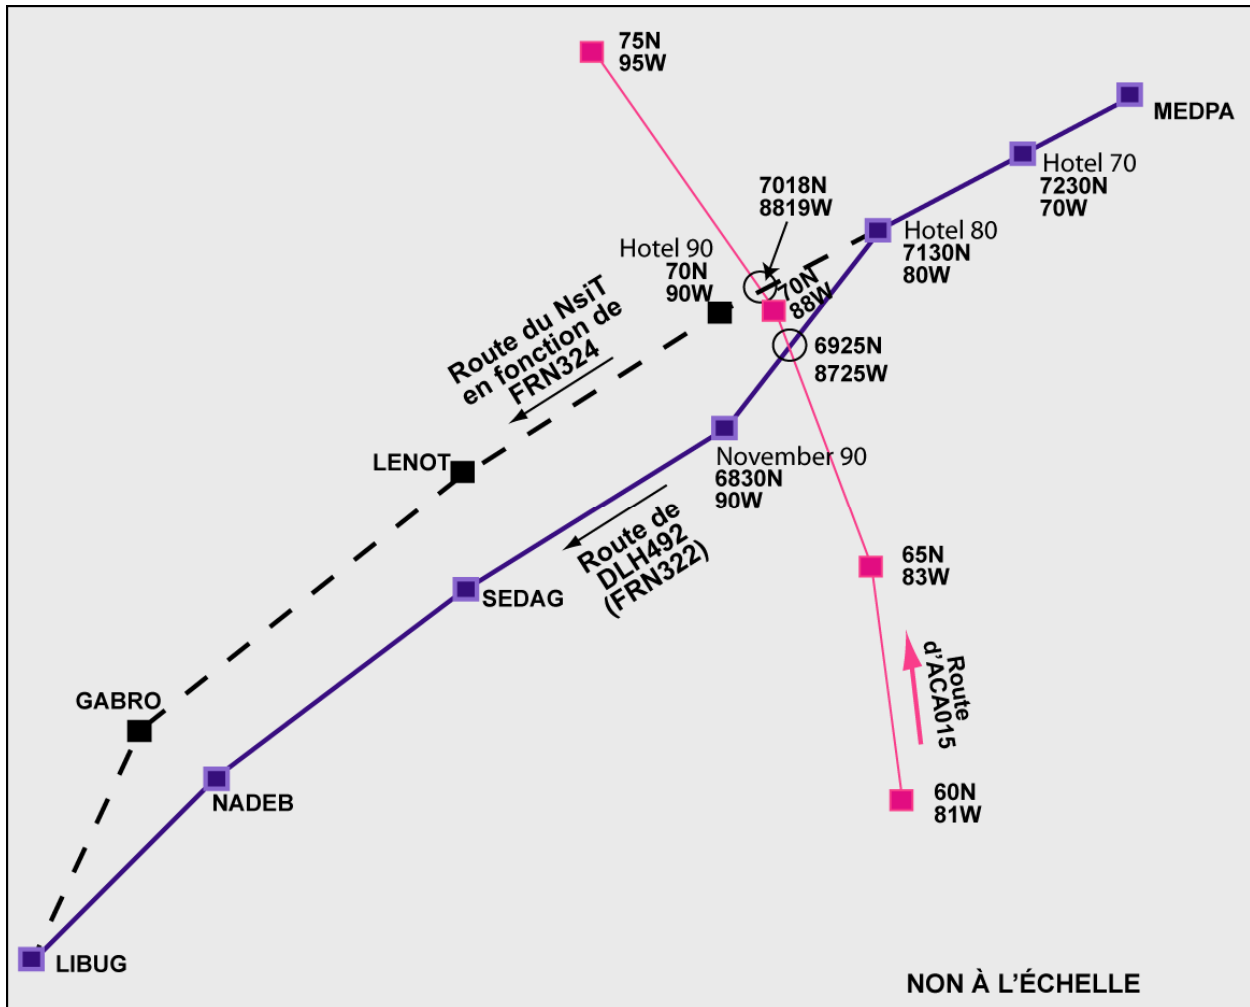 75N
95W
MEDPA
Hotel 70
7230N
70W
7018N
8819W
Hotel 80
7130N
80W
Hotel 90
70N
90W
70N
88W
6925N
8725W
Route du NsiT
en fonction de
FRN324
LENOT
November 90
6830N
90W
Route de
DLH492
(FRN322)
SEDAG
65N
83W
Route
d'ACA015
GABRO
NADEB
60N
81W
LIBUG
NON À L'ÉCHELLE